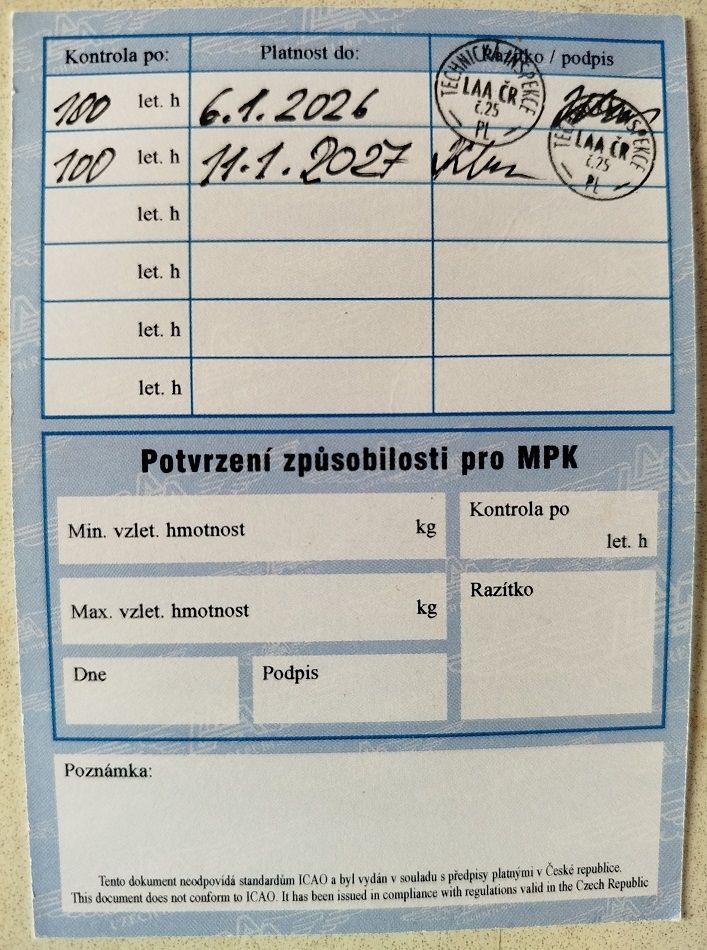 Kontrola po: Platnost do: Razítko / podpis
100 let. h 6.1.2026
TECHNICKÁ INSPEKCE
LAA ČR
č.25
PL
100 let. h 11.1.2027
TECHNICKÁ INSPEKCE
LAA ČR
č.25
PL
let. h
let. h
let. h
let. h
Potvrzení způsobilosti pro MPK
Min. vzlet. hmotnost kg
Kontrola po
let. h
Max. vzlet. hmotnost kg
Razítko
Dne
Podpis
Poznámka:
Tento dokument neodpovídá standardům ICAO a byl vydán v souladu s předpisy platnými v České republice.
This document does not conform to ICAO. It has been issued in compliance with regulations valid in the Czech Republic